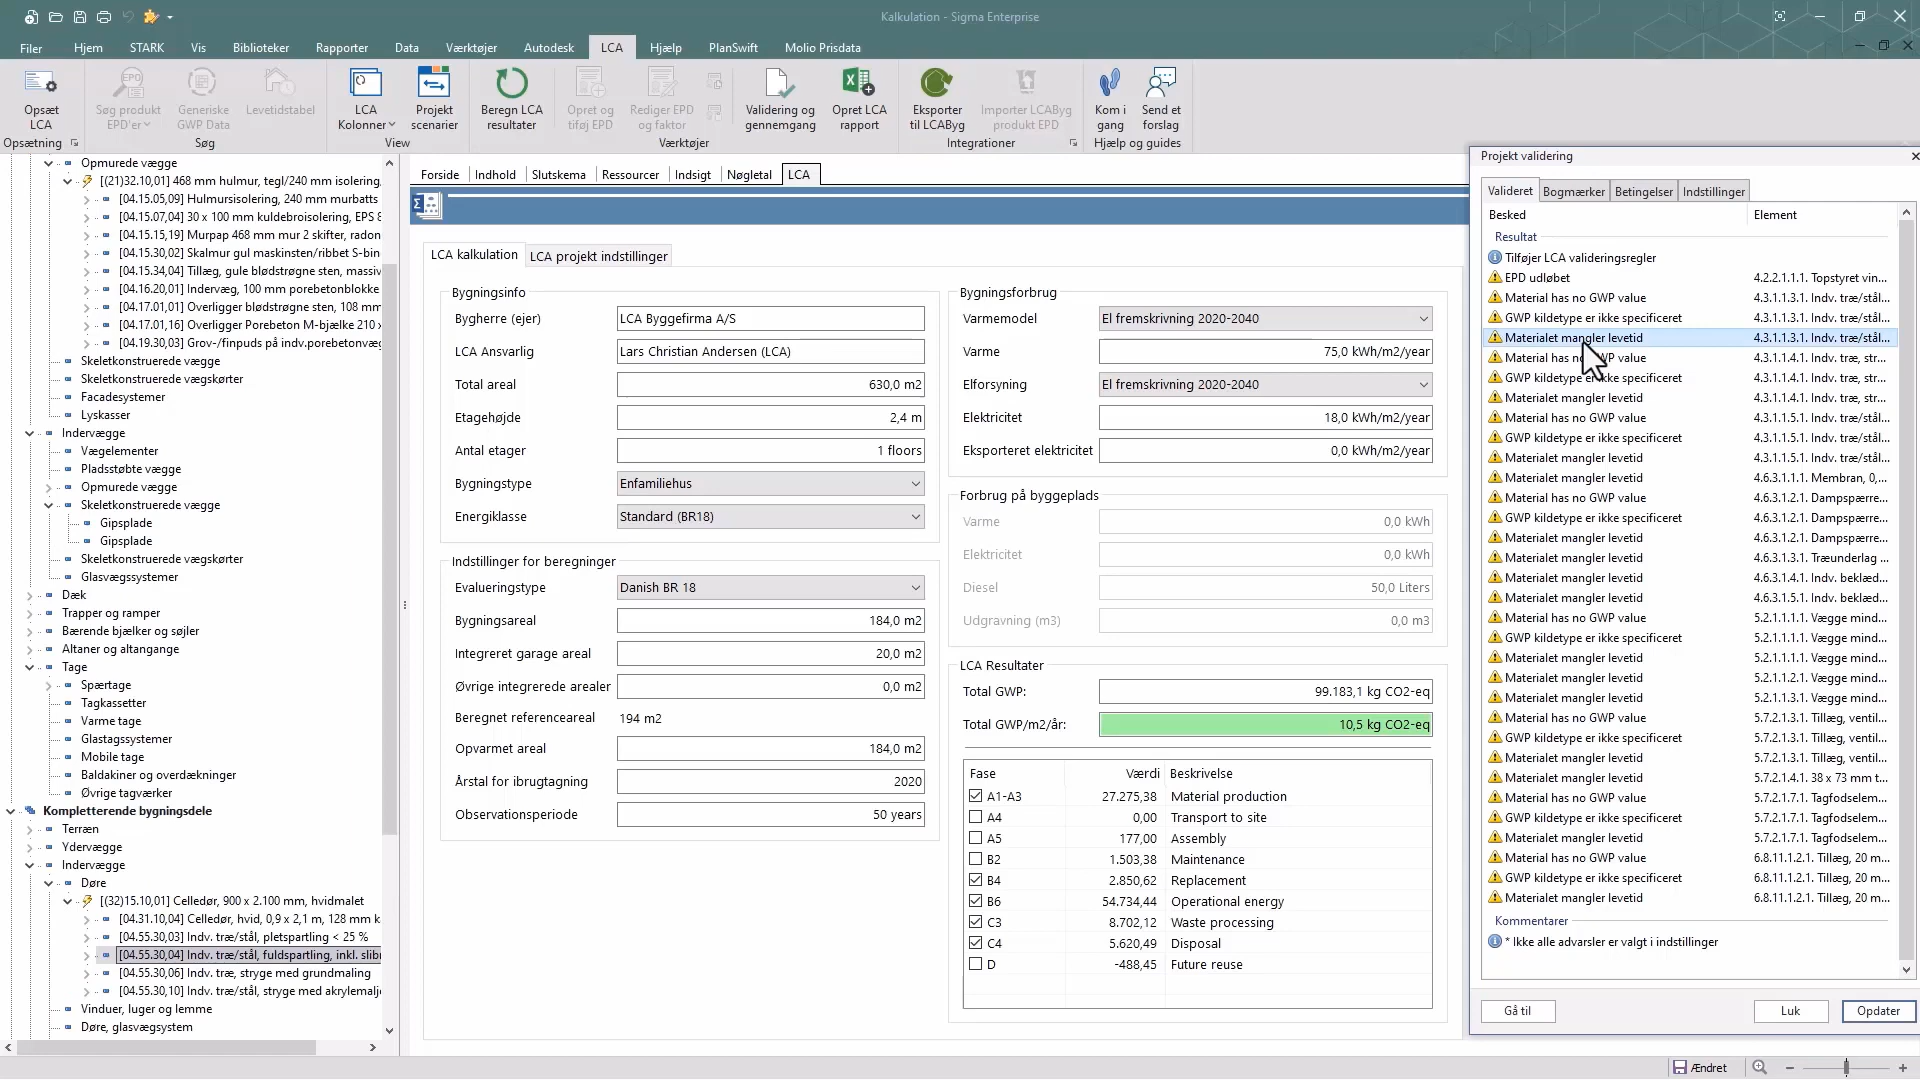 Kalkulation - Sigma Enterprise
Filer
Hjem
STARK
Vis
Biblioteker
Rapporter
Data
Værktøjer
Autodesk
LCA
Hjælp
PlanSwift
Molio Prisdata
Opsæt LCA
Søg produkt EPD'er
Generiske GWP Data
Levetidstabel
LCA Kolonner
Projekt scenarier
Beregn LCA resultater
Opret og tilføj EPD
Rediger EPD og faktor
Validering og gennemgang
Opret LCA rapport
Eksporter til LCAByg
Importer LCAByg produkt EPD
Kom i gang
Send et forslag
Opsætning
Søg
View
Værktøjer
Integrationer
Hjælp og guides
Opmurede vægge
[(21)32.10,01] 468 mm hulmur, tegl/240 mm isolering,
[04.15.05,09] Hulmursisolering, 240 mm murbatts
[04.15.07,04] 30 x 100 mm kuldebroisolering, EPS 8
[04.15.15,19] Murpap 468 mm mur 2 skifter, radon
[04.15.30,02] Skalmur gul maskinsten/ribbet S-bin
[04.15.34,04] Tillæg, gule blødstrøgne sten, massiv
[04.16.20,01] Indervæg, 100 mm porebetonblokke
[04.17.01,01] Overligger blødstrøgne sten, 108 mm
[04.17.01,16] Overligger Porebeton M-bjælke 210 x
[04.19.30,03] Grov-/finpuds på indv.porebetonvæg
Skeletkonstruerede vægge
Skeletkonstruerede vægskørter
Facadesystemer
Lyskasser
Indervægge
Vægelementer
Pladsstøbte vægge
Opmurede vægge
Skeletkonstruerede vægge
Gipsplade
Gipsplade
Skeletkonstruerede vægskørter
Glasvægssystemer
Dæk
Trapper og ramper
Bærende bjælker og søjler
Altaner og altangange
Tage
Spærtage
Tagkassetter
Varme tage
Glastagssystemer
Mobile tage
Baldakiner og overdækninger
Øvrige tagværker
Kompletterende bygningsdele
Terræn
Ydervægge
Indervægge
Døre
[(32)15.10,01] Celledør, 900 x 2.100 mm, hvidmalet
[04.31.10,04] Celledør, hvid, 0,9 x 2,1 m, 128 mm k
[04.55.30,03] Indv. træ/stål, pletspartling < 25 %
[04.55.30,04] Indv. træ/stål, fuldspartling, inkl. slibn
[04.55.30,06] Indv. træ, stryge med grundmaling
[04.55.30,10] Indv. træ/stål, stryge med akrylemalje
Vinduer, luger og lemme
Døre, glasvægsystem
Forside
Indhold
Slutskema
Ressourcer
Indsigt
Nøgletal
LCA
LCA kalkulation
LCA projekt indstillinger
Bygningsinfo
Bygherre (ejer) LCA Byggefirma A/S
LCA Ansvarlig Lars Christian Andersen (LCA)
Total areal 630,0 m2
Etagehøjde 2,4 m
Antal etager 1 floors
Bygningstype Enfamiliehus
Energiklasse Standard (BR18)
Indstillinger for beregninger
Evalueringstype Danish BR 18
Bygningsareal 184,0 m2
Integreret garage areal 20,0 m2
Øvrige integrerede arealer 0,0 m2
Beregnet referenceareal 194 m2
Opvarmet areal 184,0 m2
Årstal for ibrugtagning 2020
Observationsperiode 50 years
Bygningsforbrug
Varmemodel El fremskrivning 2020-2040
Varme 75,0 kWh/m2/year
Elforsyning El fremskrivning 2020-2040
Elektricitet 18,0 kWh/m2/year
Eksporteret elektricitet 0,0 kWh/m2/year
Forbrug på byggeplads
Varme 0,0 kWh
Elektricitet 0,0 kWh
Diesel 50,0 Liters
Udgravning (m3) 0,0 m3
LCA Resultater
Total GWP: 99.183,1 kg CO2-eq
Total GWP/m2/år: 10,5 kg CO2-eq
Fase Værdi Beskrivelse
A1-A3 27.275,38 Material production
A4 0,00 Transport to site
A5 177,00 Assembly
B2 1.503,38 Maintenance
B4 2.850,62 Replacement
B6 54.734,44 Operational energy
C3 8.702,12 Waste processing
C4 5.620,49 Disposal
D -488,45 Future reuse
Projekt validering
Valideret
Bogmærker
Betingelser
Indstillinger
Besked Element
Resultat
Tilføjer LCA valideringsregler
EPD udløbet 4.2.2.1.1.1. Topstyret vin...
Material has no GWP value 4.3.1.1.3.1. Indv. træ/stål...
GWP kildetype er ikke specificeret 4.3.1.1.3.1. Indv. træ/stål...
Materialet mangler levetid 4.3.1.1.3.1. Indv. træ/stål...
Material has no GWP value 4.3.1.1.4.1. Indv. træ, str...
GWP kildetype er ikke specificeret 4.3.1.1.4.1. Indv. træ, str...
Materialet mangler levetid 4.3.1.1.4.1. Indv. træ, str...
Material has no GWP value 4.3.1.1.5.1. Indv. træ/stål...
GWP kildetype er ikke specificeret 4.3.1.1.5.1. Indv. træ/stål...
Materialet mangler levetid 4.3.1.1.5.1. Indv. træ/stål...
Materialet mangler levetid 4.6.3.1.1.1. Membran, 0,...
Material has no GWP value 4.6.3.1.2.1. Dampspærre...
GWP kildetype er ikke specificeret 4.6.3.1.2.1. Dampspærre...
Materialet mangler levetid 4.6.3.1.2.1. Dampspærre...
Materialet mangler levetid 4.6.3.1.3.1. Træunderlag ...
Materialet mangler levetid 4.6.3.1.4.1. Indv. beklæd...
Materialet mangler levetid 4.6.3.1.5.1. Indv. beklæd...
Material has no GWP value 5.2.1.1.1.1. Vægge mind...
GWP kildetype er ikke specificeret 5.2.1.1.1.1. Vægge mind...
Materialet mangler levetid 5.2.1.1.1.1. Vægge mind...
Materialet mangler levetid 5.2.1.1.2.1. Vægge mind...
Materialet mangler levetid 5.2.1.1.3.1. Vægge mind...
Material has no GWP value 5.7.2.1.3.1. Tillæg, ventil...
GWP kildetype er ikke specificeret 5.7.2.1.3.1. Tillæg, ventil...
Materialet mangler levetid 5.7.2.1.3.1. Tillæg, ventil...
Materialet mangler levetid 5.7.2.1.4.1. 38 x 73 mm t...
Material has no GWP value 5.7.2.1.7.1. Tagfodselem...
GWP kildetype er ikke specificeret 5.7.2.1.7.1. Tagfodselem...
Materialet mangler levetid 5.7.2.1.7.1. Tagfodselem...
Material has no GWP value 6.8.11.1.2.1. Tillæg, 20 m...
GWP kildetype er ikke specificeret 6.8.11.1.2.1. Tillæg, 20 m...
Materialet mangler levetid 6.8.11.1.2.1. Tillæg, 20 m...
Kommentarer
* Ikke alle advarsler er valgt i indstillinger
Gå til
Luk
Opdater
Ændret